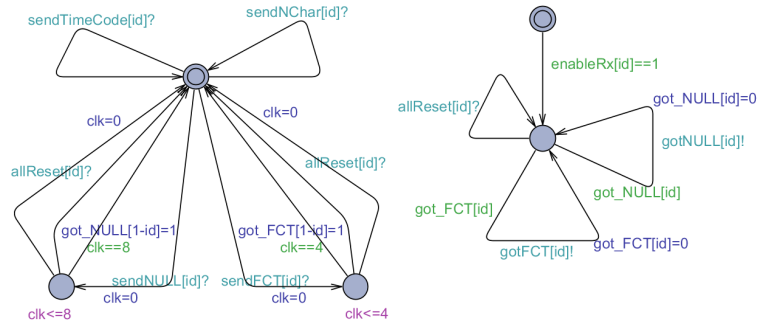 sendTimeCode[id]?
sendNChar[id]?
clk=0
clk=0
allReset[id]?
allReset[id]?
got_NULL[1-id]=1
clk==8
got_FCT[1-id]=1
clk==4
sendNULL[id]?
clk=0
sendFCT[id]?
clk=0
clk<=8
clk<=4
enableRx[id]==1
allReset[id]?
got_NULL[id]=0
gotNULL[id]!
got_NULL[id]
got_FCT[id]
gotFCT[id]!
got_FCT[id]=0